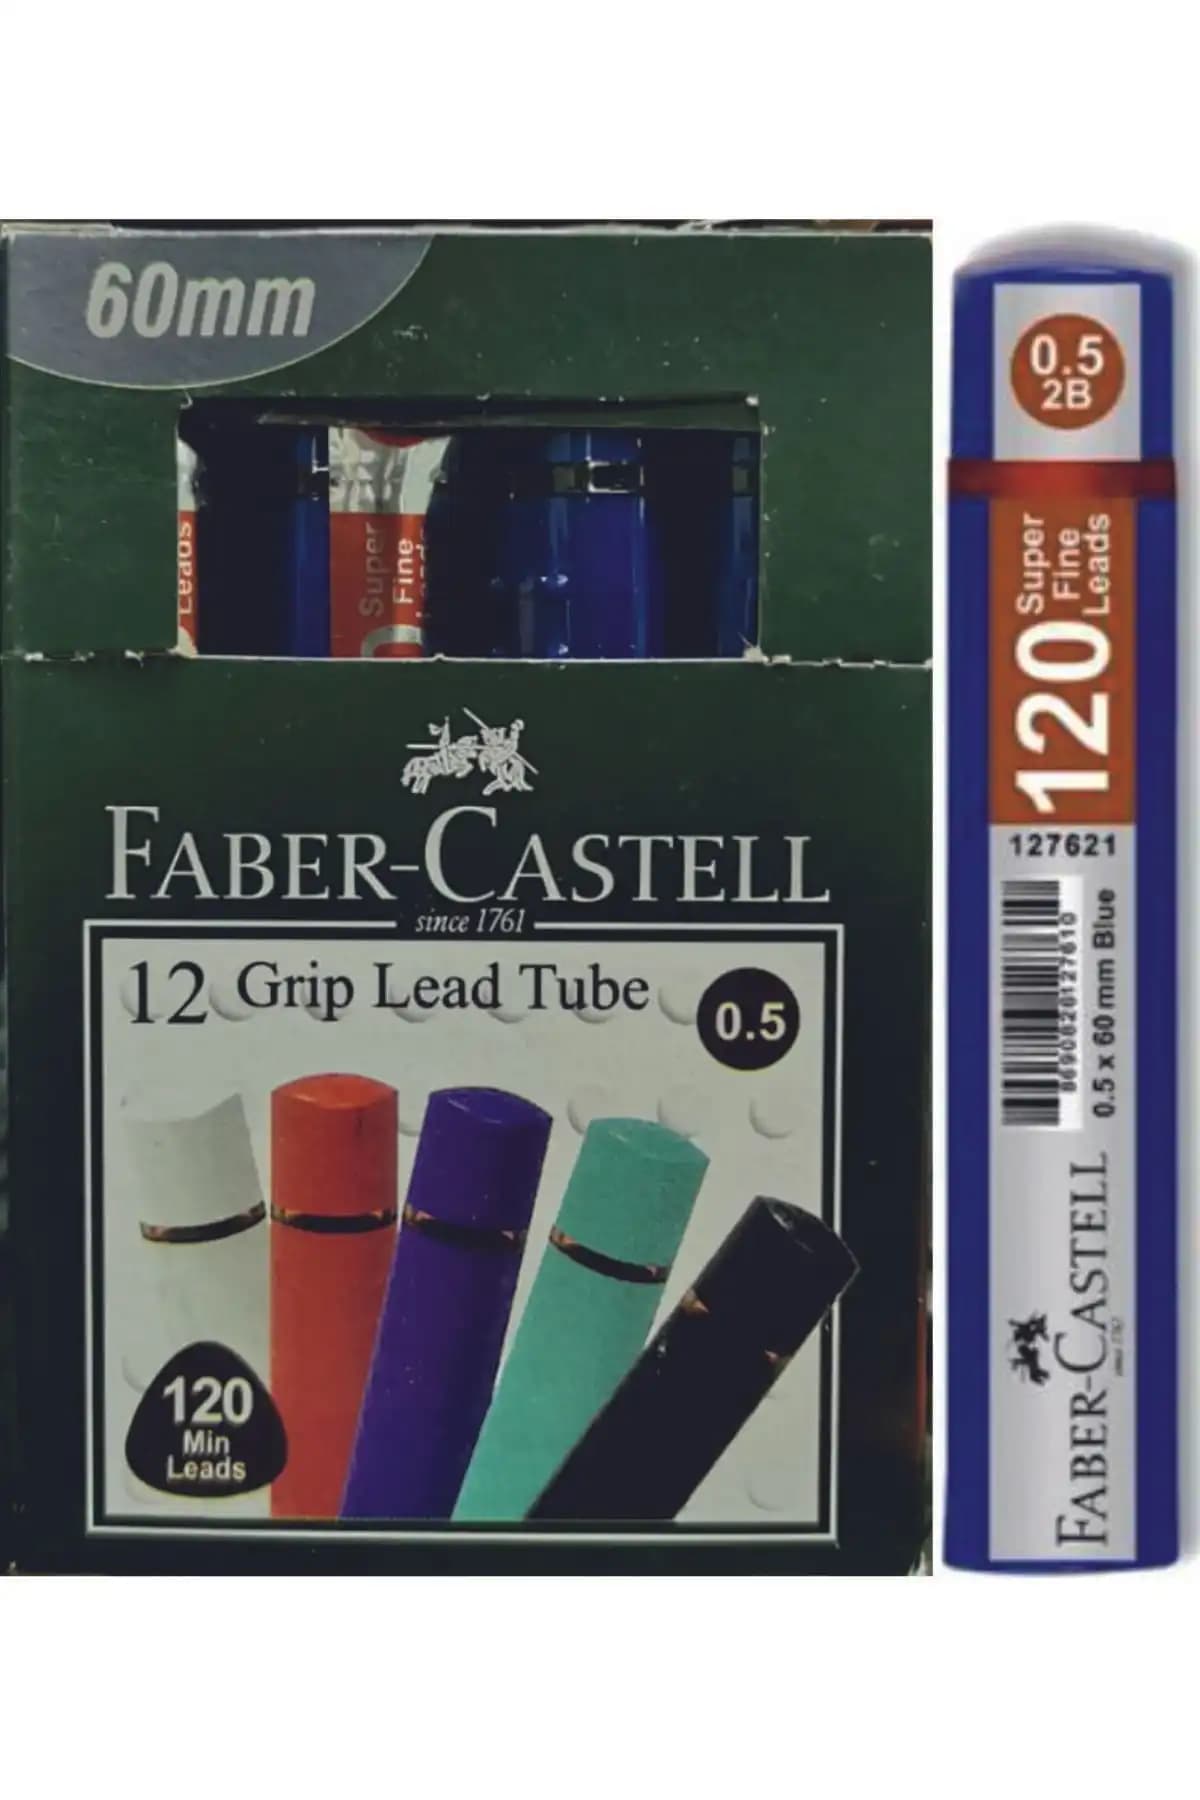 60mm
Leads
Super
Fine
Leads
FABER-CASTELL
since 1761
12 Grip Lead Tube
0.5
120
Min
Leads
0.5
2B
120 Super
Fine
Leads
127621
0.5 x 60 mm Blue
FABER-CASTELL